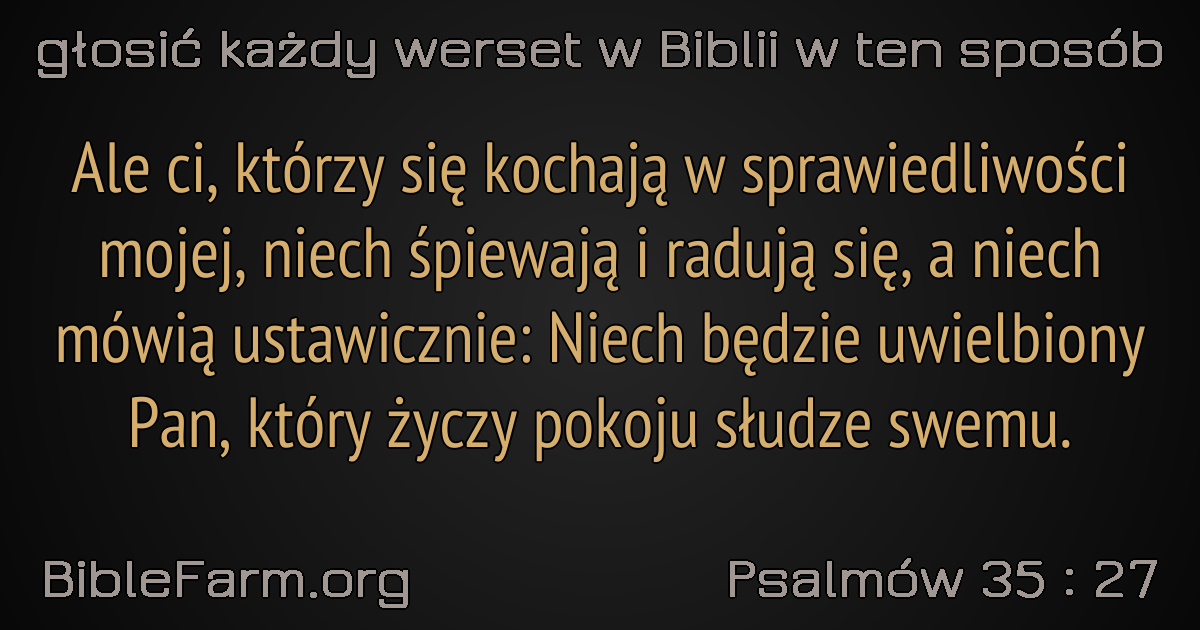 głosić każdy werset w Biblii w ten sposób
Ale ci, którzy się kochają w sprawiedliwości
mojej, niech śpiewają i radują się, a niech
mówią ustawicznie: Niech będzie uwielbiony
Pan, który życzy pokoju słudze swemu.
BibleFarm.org
Psalmów 35 : 27